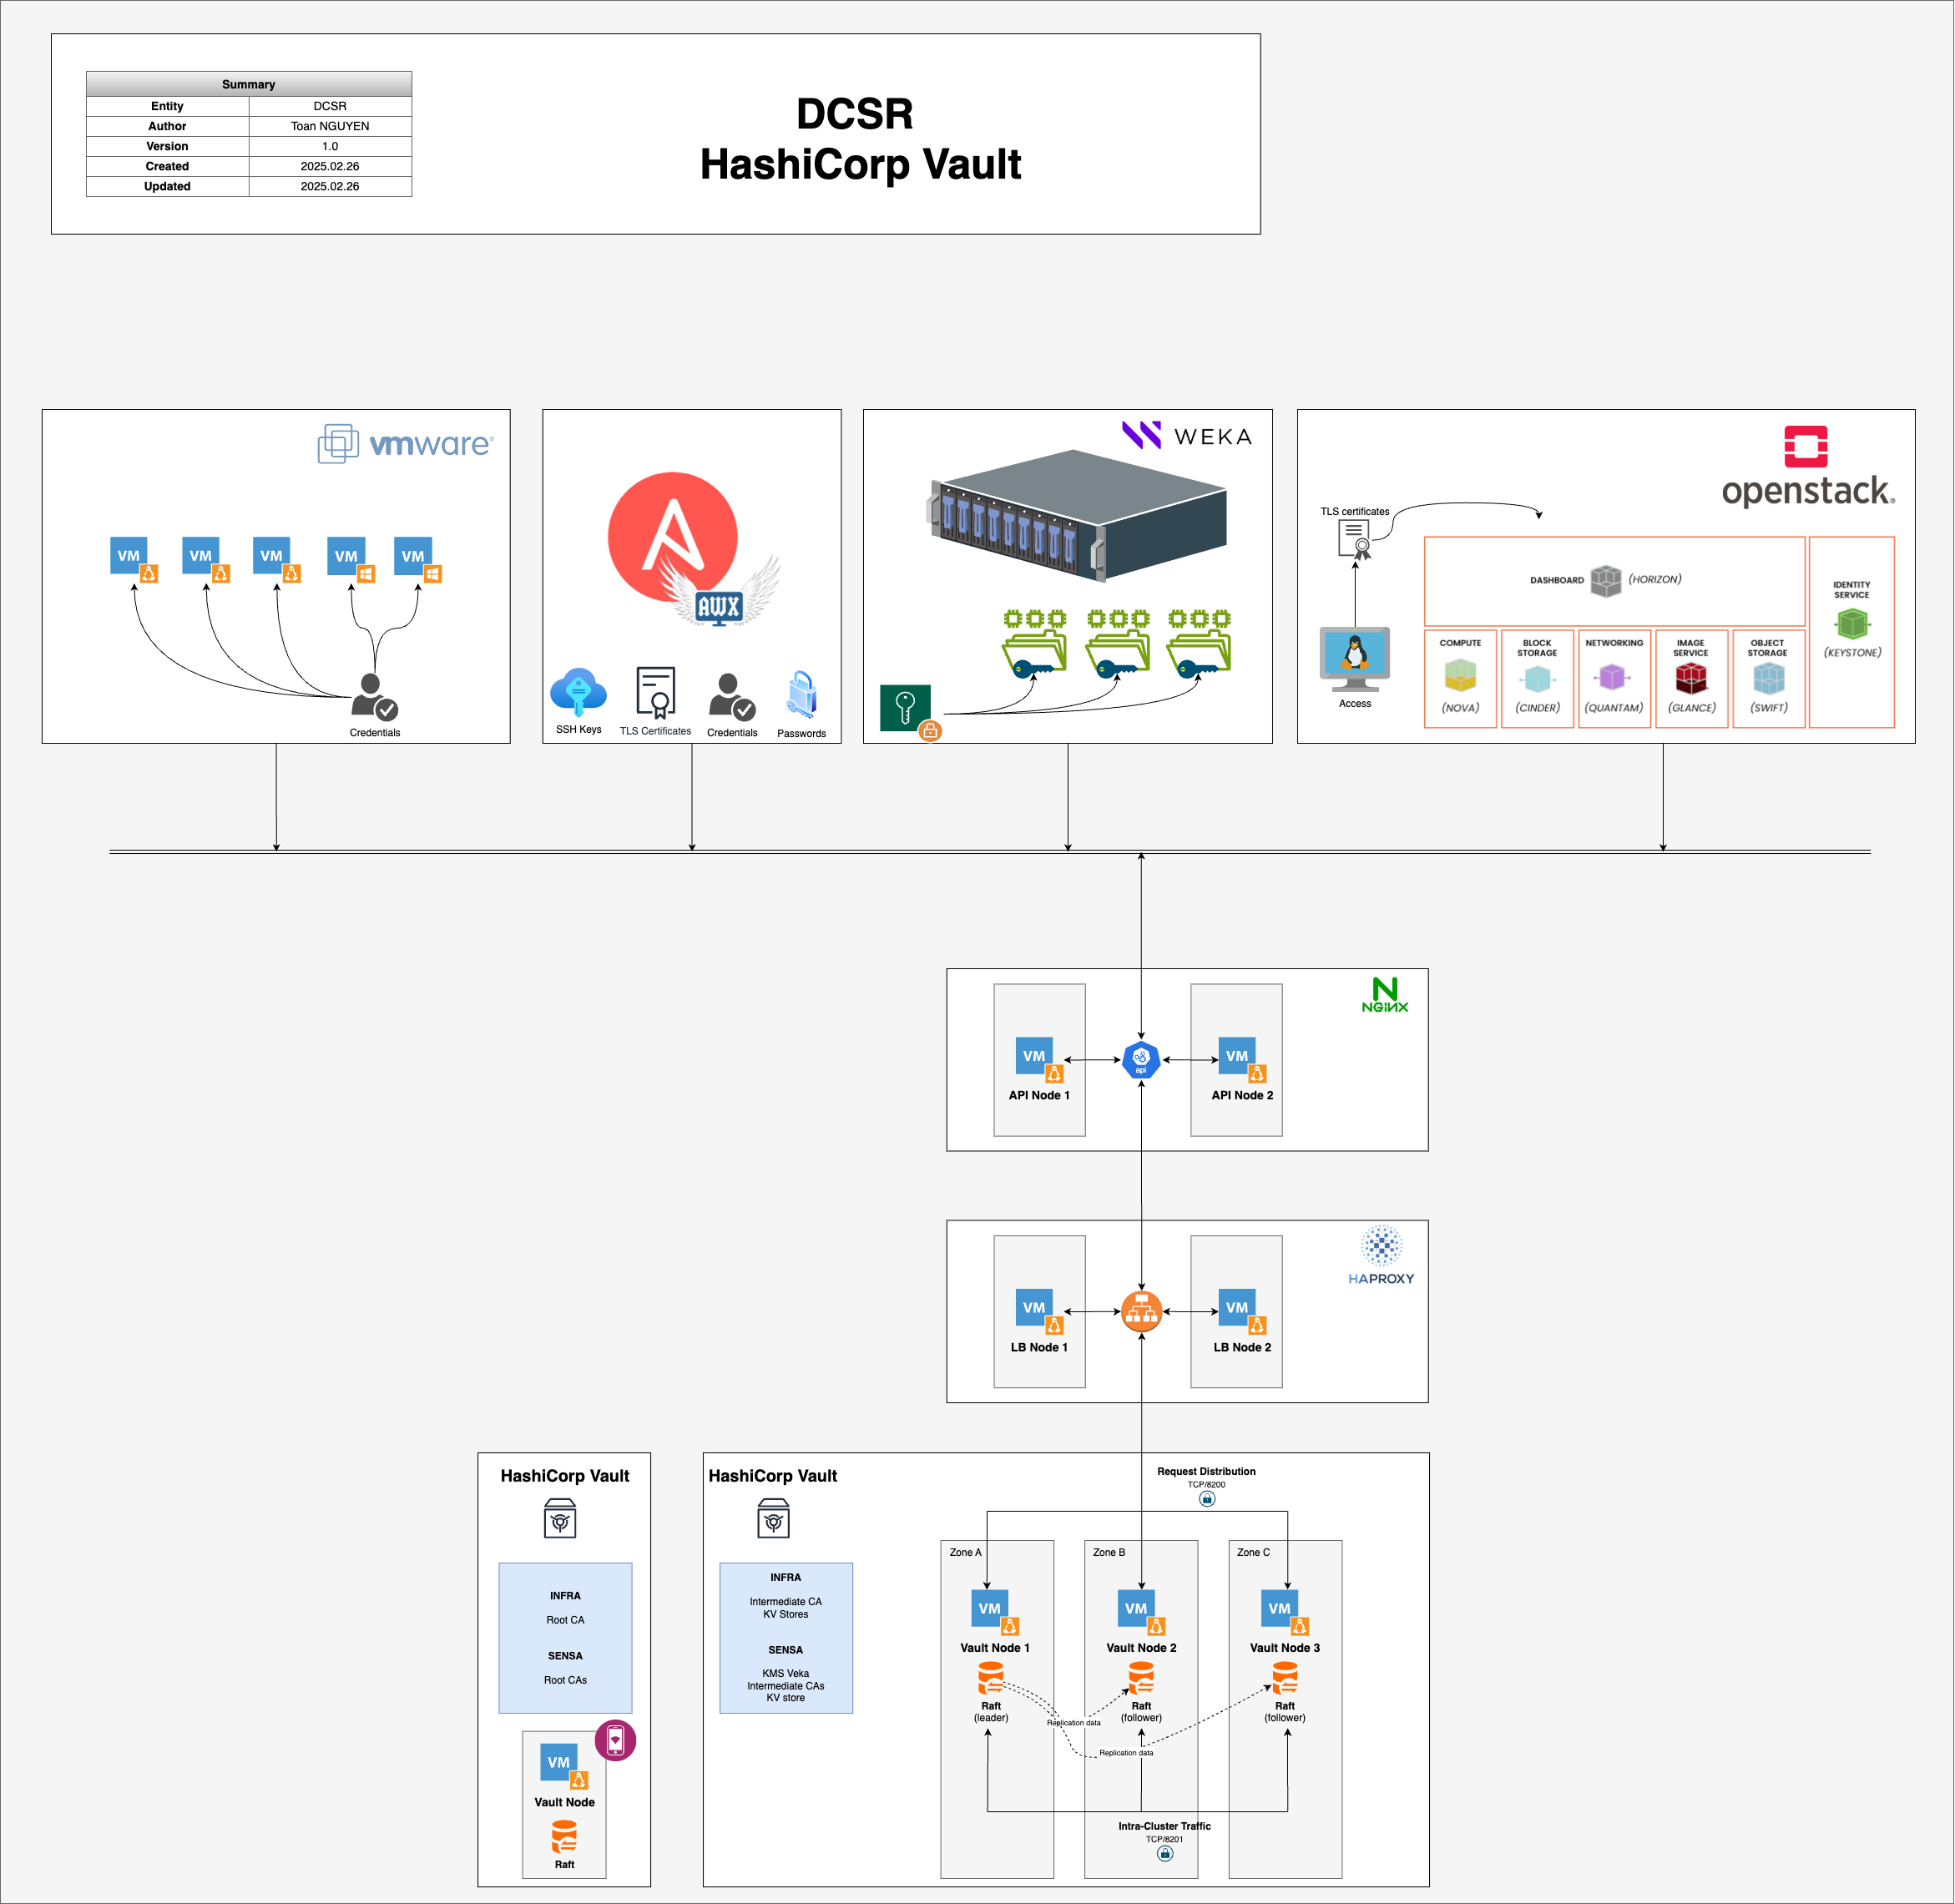 Summary
Entity DCSR
Author Toan NGUYEN
Version 1.0
Created 2025.02.26
Updated 2025.02.26
DCSR
HashiCorp Vault
vmware®
VM
VM
VM
VM
VM
Credentials
AWX
SSH Keys
TLS Certificates
Credentials
Passwords
WEKA
openstack®
TLS certificates
Access
DASHBOARD (HORIZON)
IDENTITY
SERVICE
(KEYSTONE)
COMPUTE
(NOVA)
BLOCK
STORAGE
(CINDER)
NETWORKING
(QUANTAM)
IMAGE
SERVICE
(GLANCE)
OBJECT
STORAGE
(SWIFT)
NGINX
VM
API Node 1
api
VM
API Node 2
HAPROXY
VM
LB Node 1
VM
LB Node 2
HashiCorp Vault
INFRA
Root CA
SENSA
Root CAs
VM
Vault Node
Raft
HashiCorp Vault
INFRA
Intermediate CA
KV Stores
SENSA
KMS Veka
Intermediate CAs
KV store
Request Distribution
TCP/8200
Zone A
VM
Vault Node 1
Raft
(leader)
Zone B
VM
Vault Node 2
Raft
(follower)
Zone C
VM
Vault Node 3
Raft
(follower)
Replication data
Replication data
Intra-Cluster Traffic
TCP/8201